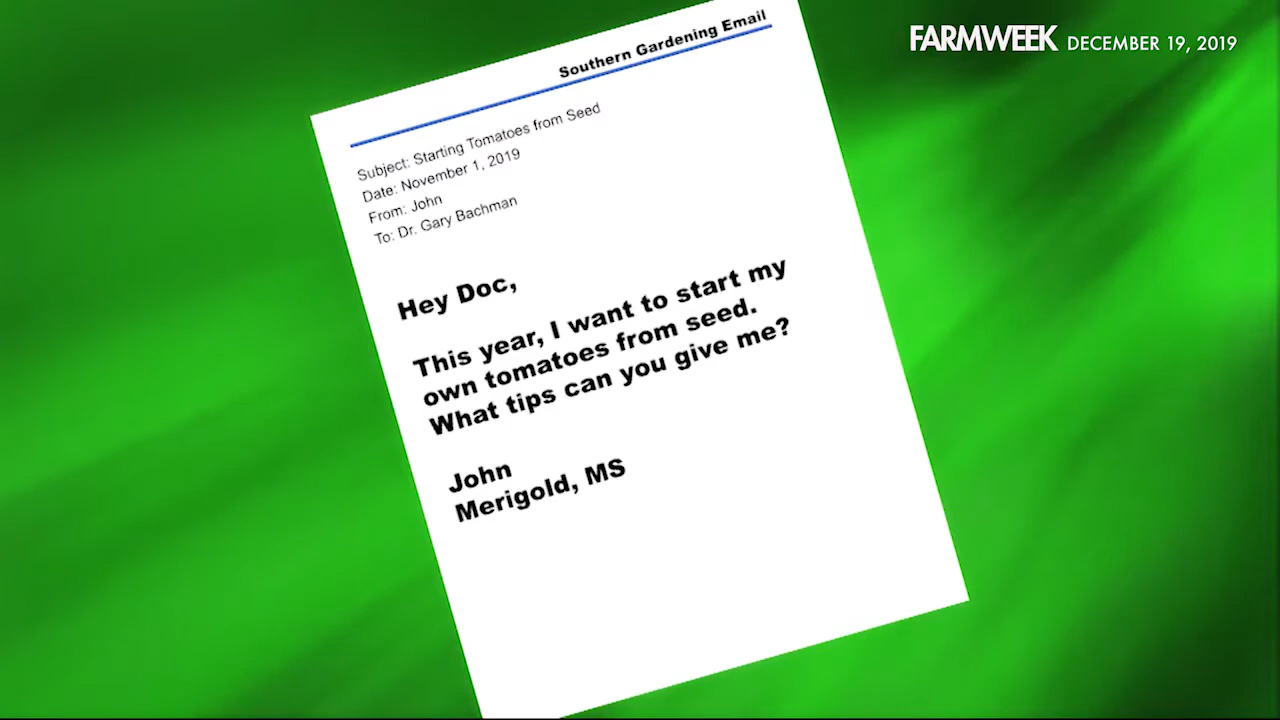 FARMWEEK DECEMBER 19, 2019
Southern Gardening Email
Subject: Starting Tomatoes from Seed
Date: November 1, 2019
From: John
To: Dr. Gary Bachman
Hey Doc,
This year, I want to start my
own tomatoes from seed.
What tips can you give me?
John
Merigold, MS